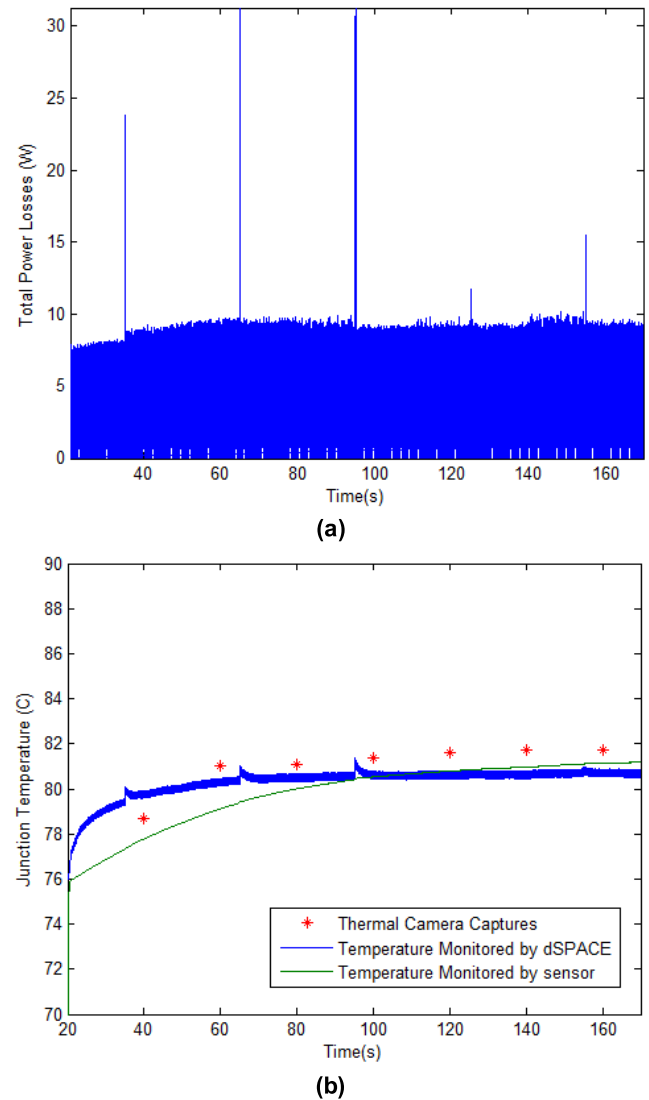 30
25
20
15
10
5
0
Total Power Losses (W)
40 60 80 100 120 140 160
Time(s)
(a)
90
88
86
84
82
80
78
76
74
72
70
Junction Temperature (C)
Thermal Camera Captures
Temperature Monitored by dSPACE
Temperature Monitored by sensor
20 40 60 80 100 120 140 160
Time(s)
(b)